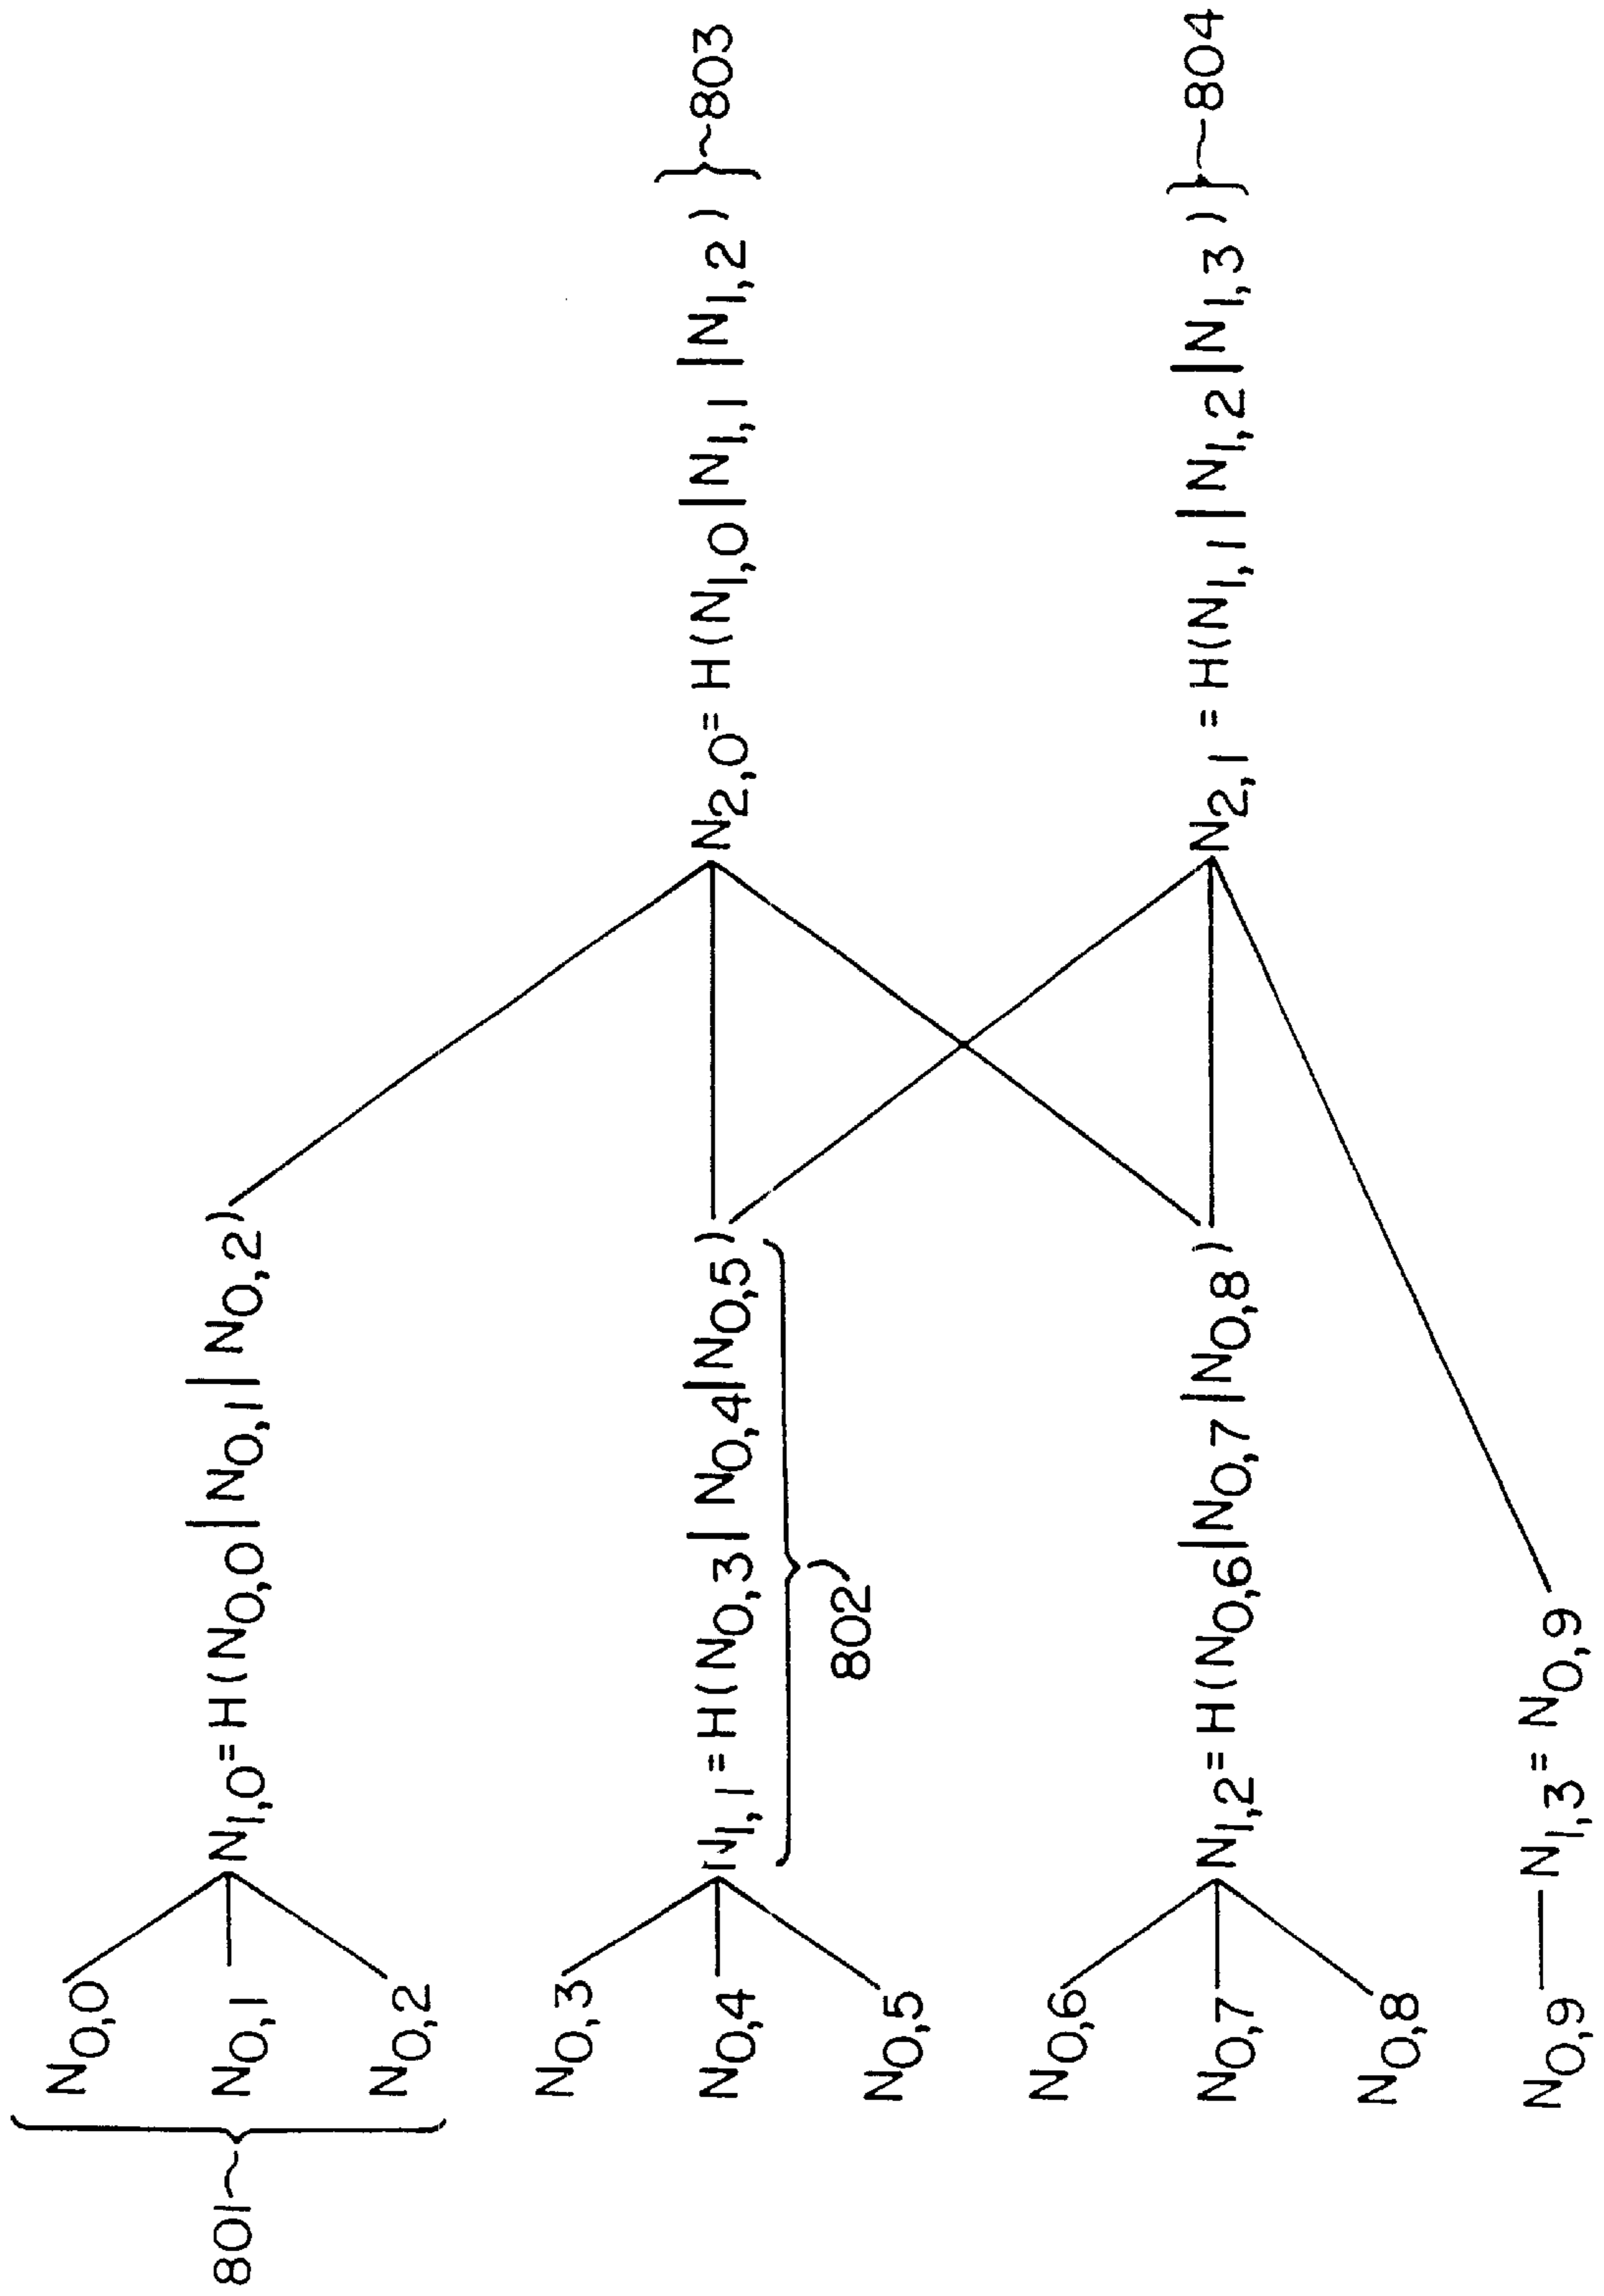 801
N0,0
N0,1
N0,2
N1,0 = H(N0,0|N0,1|N0,2)
N0,3
N0,4
N0,5
N1,1 = H(N0,3|N0,4|N0,5)
802
N0,6
N0,7
N0,8
N1,2 = H(N0,6|N0,7|N0,8)
N0,9
N1,3 = N0,9
N2,0 = H(N1,0|N1,1|N1,2)
803
N2,1 = H(N1,1|N1,2|N1,3)
804